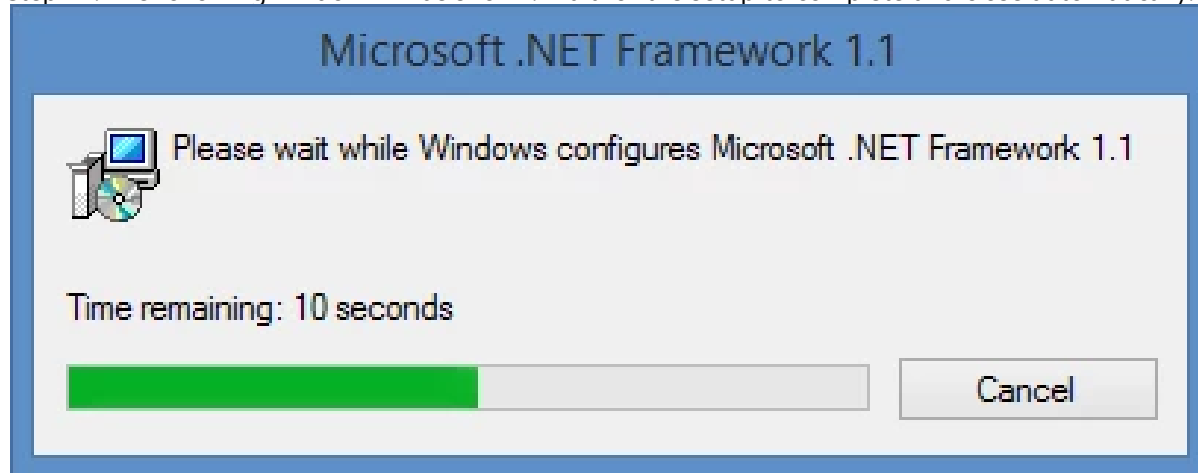 Microsoft .NET Framework 1.1
Please wait while Windows configures Microsoft .NET Framework 1.1
Time remaining: 10 seconds
Cancel